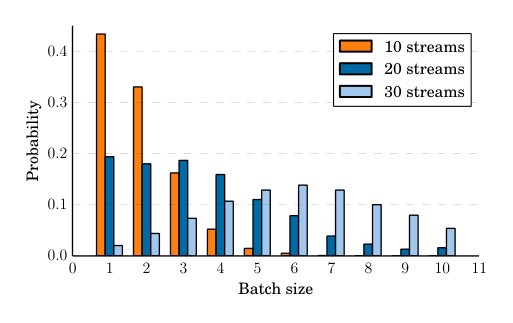 0.4
0.3
0.2
0.1
0.0
Probability
0 1 2 3 4 5 6 7 8 9 10 11
Batch size
10 streams
20 streams
30 streams